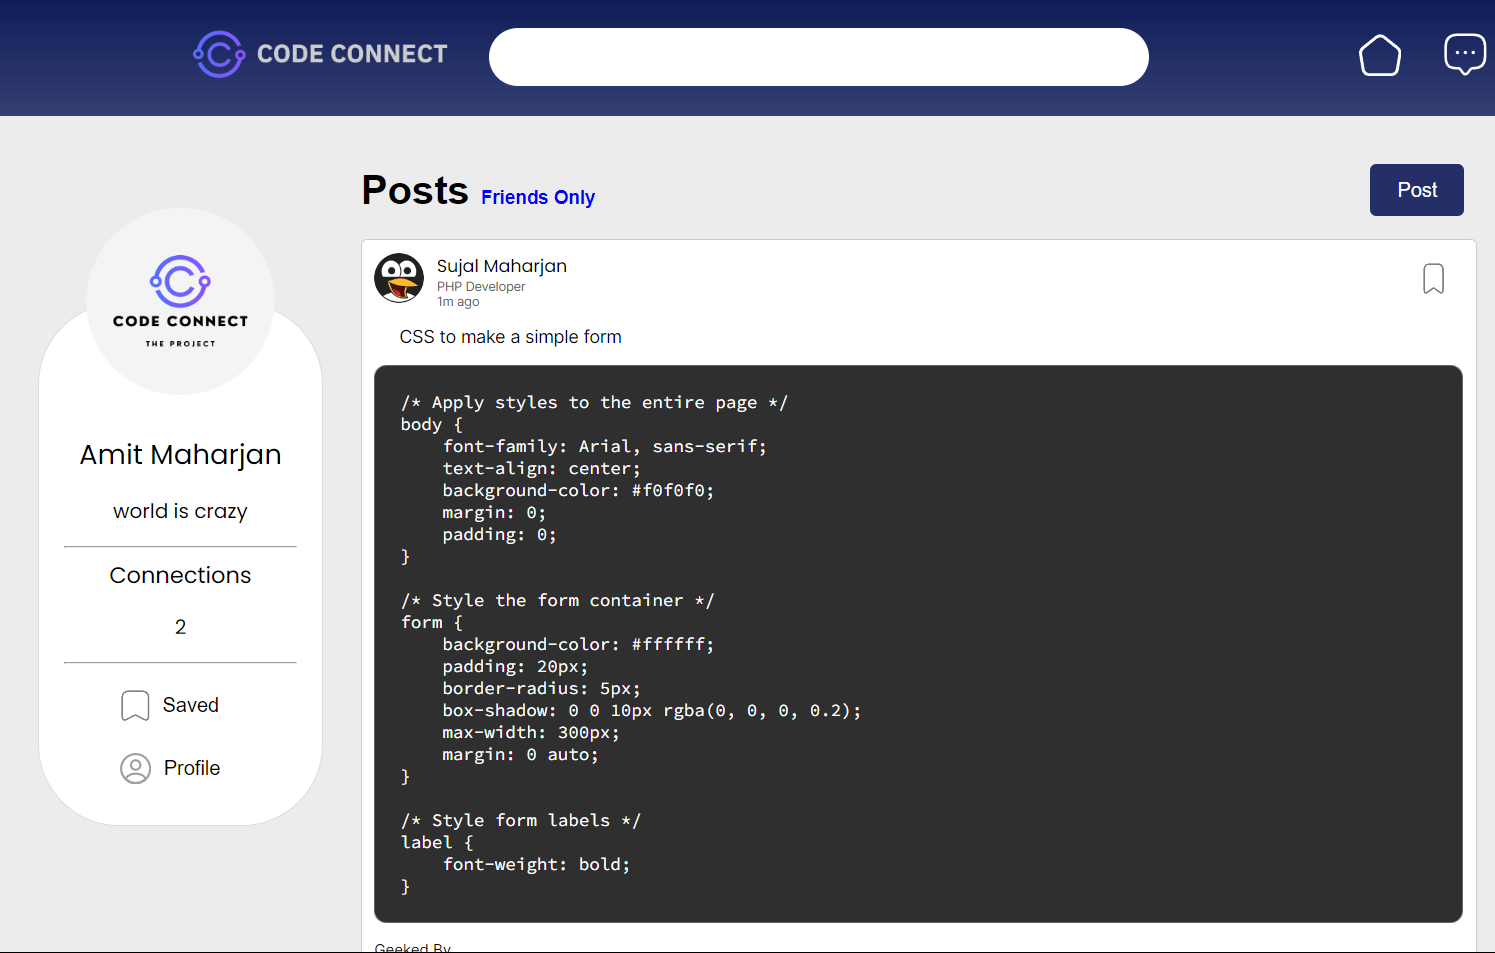 CODE CONNECT
Posts Friends Only
Post
CODE CONNECT
THE PROJECT
Amit Maharjan
world is crazy
Connections
2
Saved
Profile
Sujal Maharjan
PHP Developer
1m ago
CSS to make a simple form
/* Apply styles to the entire page */
body {
    font-family: Arial, sans-serif;
    text-align: center;
    background-color: #f0f0f0;
    margin: 0;
    padding: 0;
}

/* Style the form container */
form {
    background-color: #ffffff;
    padding: 20px;
    border-radius: 5px;
    box-shadow: 0 0 10px rgba(0, 0, 0, 0.2);
    max-width: 300px;
    margin: 0 auto;
}

/* Style form labels */
label {
    font-weight: bold;
}
Geeked By